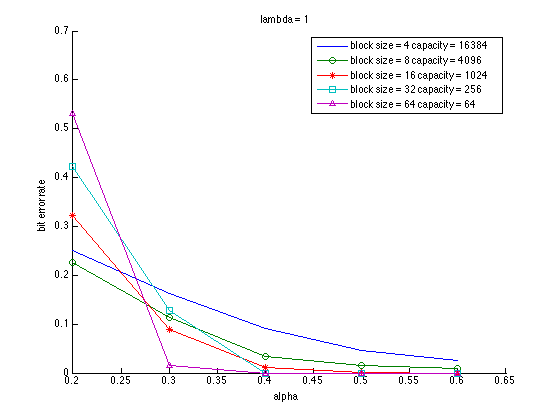 lambda = 1
block size = 4 capacity = 16384
block size = 8 capacity = 4096
block size = 16 capacity = 1024
block size = 32 capacity = 256
block size = 64 capacity = 64
bit error rate
0.7
0.6
0.5
0.4
0.3
0.2
0.1
0
0.2 0.25 0.3 0.35 0.4 0.45 0.5 0.55 0.6 0.65
alpha